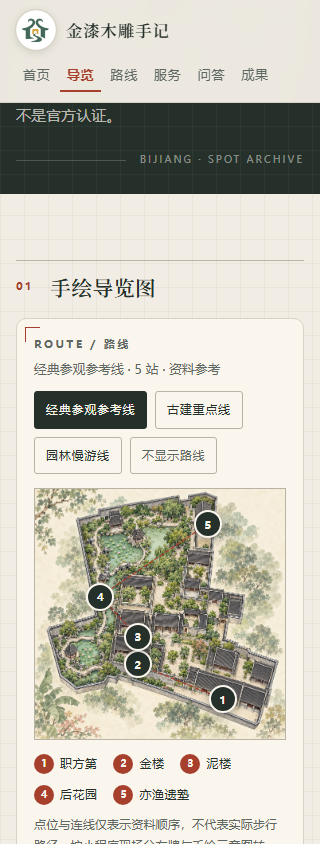 金漆木雕手记
首页 导览 路线 服务 问答 成果
不是官方认证。
BIJIANG · SPOT ARCHIVE
01 手绘导览图
ROUTE / 路线
经典参观参考线 · 5 站 · 资料参考
经典参观参考线 古建重点线
园林慢游线 不显示路线
5
4
3
2
1
1 职方第 2 金楼 3 泥楼
4 后花园 5 亦渔遗塾
点位与连线仅表示资料顺序，不代表实际步行